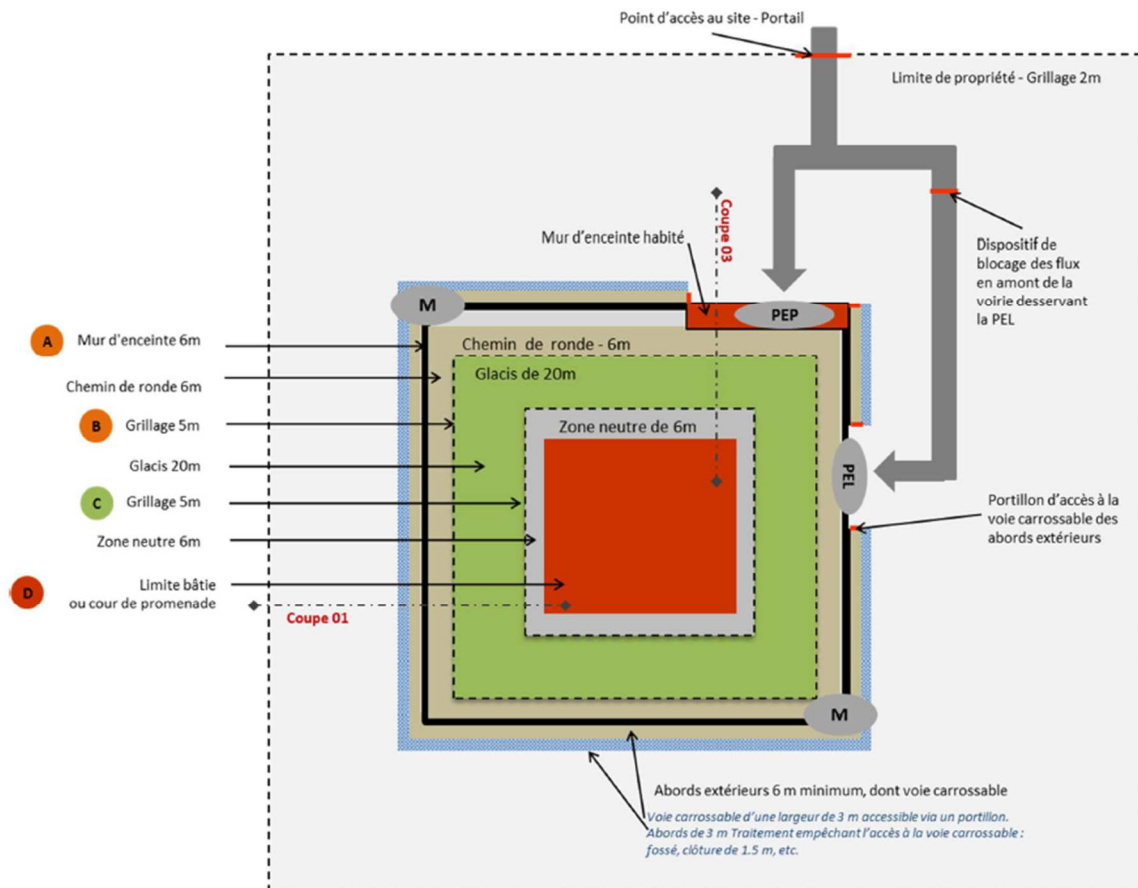 Point d'accès au site - Portail
Limite de propriété - Grillage 2m
Coupe 03
Mur d'enceinte habité
Dispositif de
blocage des flux
en amont de la
voirie desservant
la PEL
M
PEP
A Mur d'enceinte 6m
Chemin de ronde - 6m
Chemin de ronde 6m
Glacis de 20m
B Grillage 5m
Zone neutre de 6m
Glacis 20m
PEL
C Grillage 5m
Portillon d'accès à la
voie carrossable des
abords extérieurs
Zone neutre 6m
D Limite bâtie
ou cour de promenade
Coupe 01
M
Abords extérieurs 6 m minimum, dont voie carrossable
Voie carrossable d'une largeur de 3 m accessible via un portillon.
Abords de 3 m Traitement empêchant l'accès à la voie carrossable :
fossé, clôture de 1.5 m, etc.